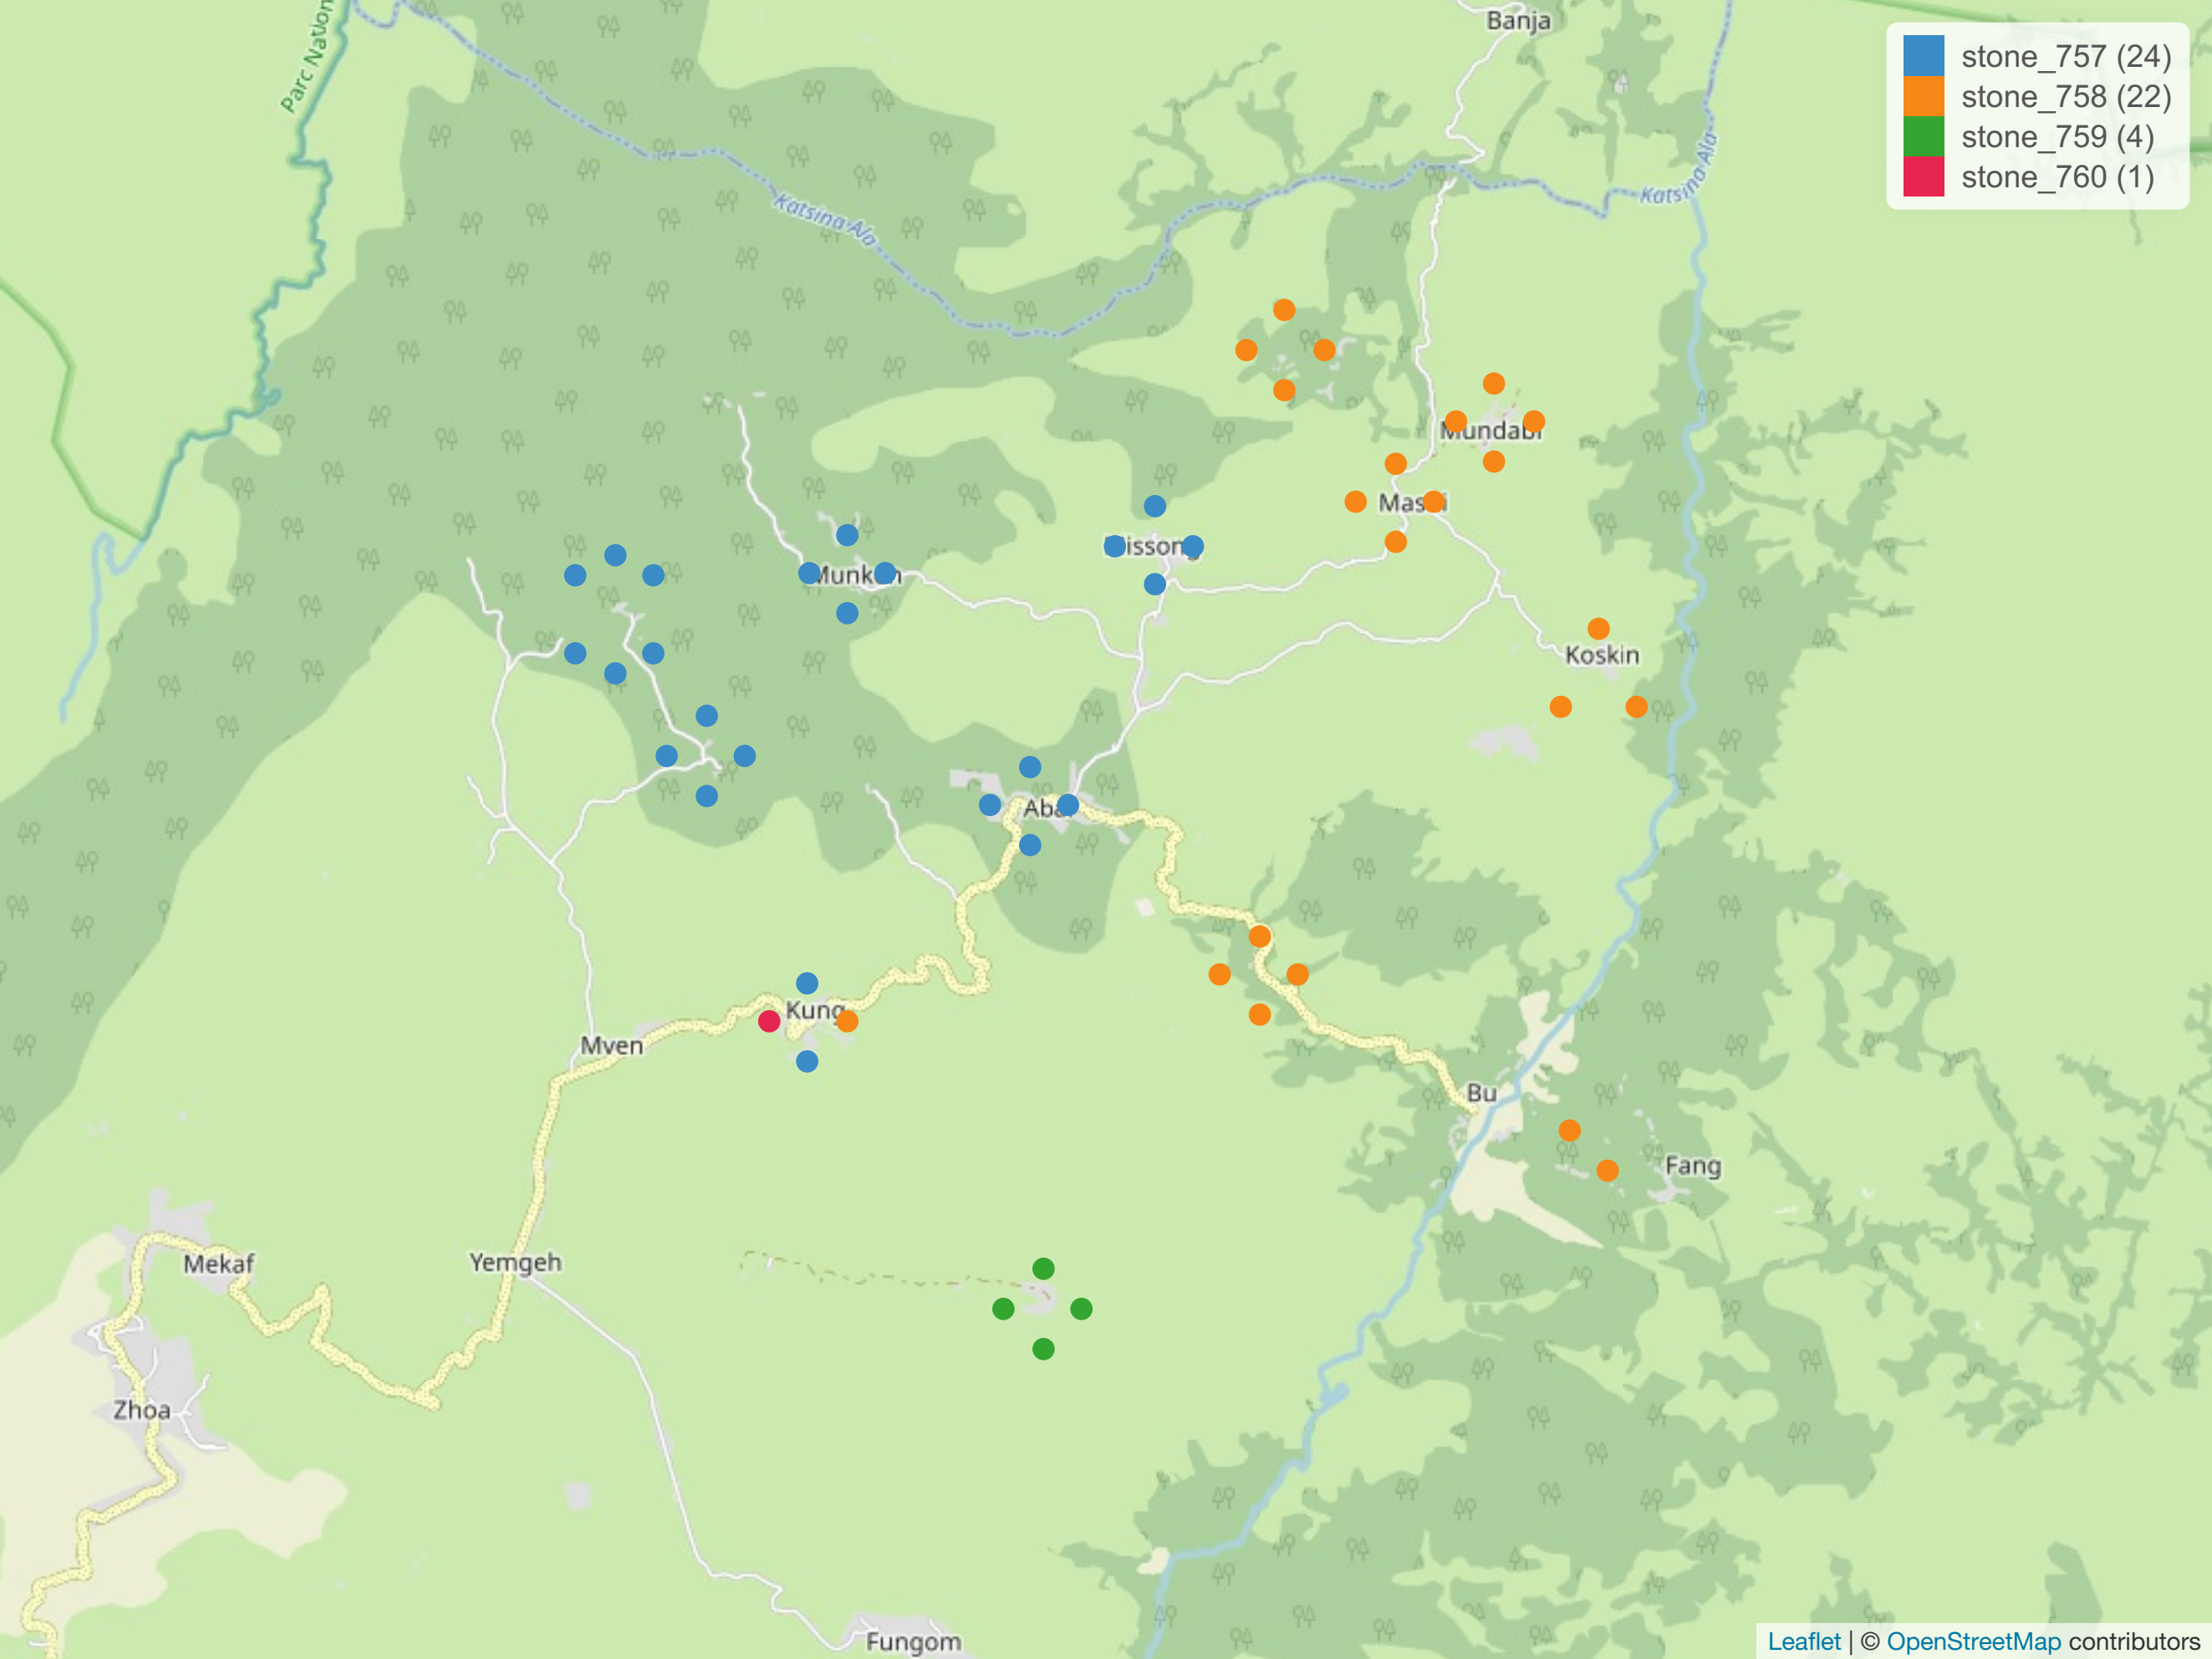 Banja
stone_757 (24)
stone_758 (22)
stone_759 (4)
stone_760 (1)
Parc Nation
Katsina Ala
Katsina Ala
Mundabi
Koskin
Kung
Mven
Bu
Fang
Mekaf
Yemgeh
Zhoa
Fungom
Leaflet | © OpenStreetMap contributors